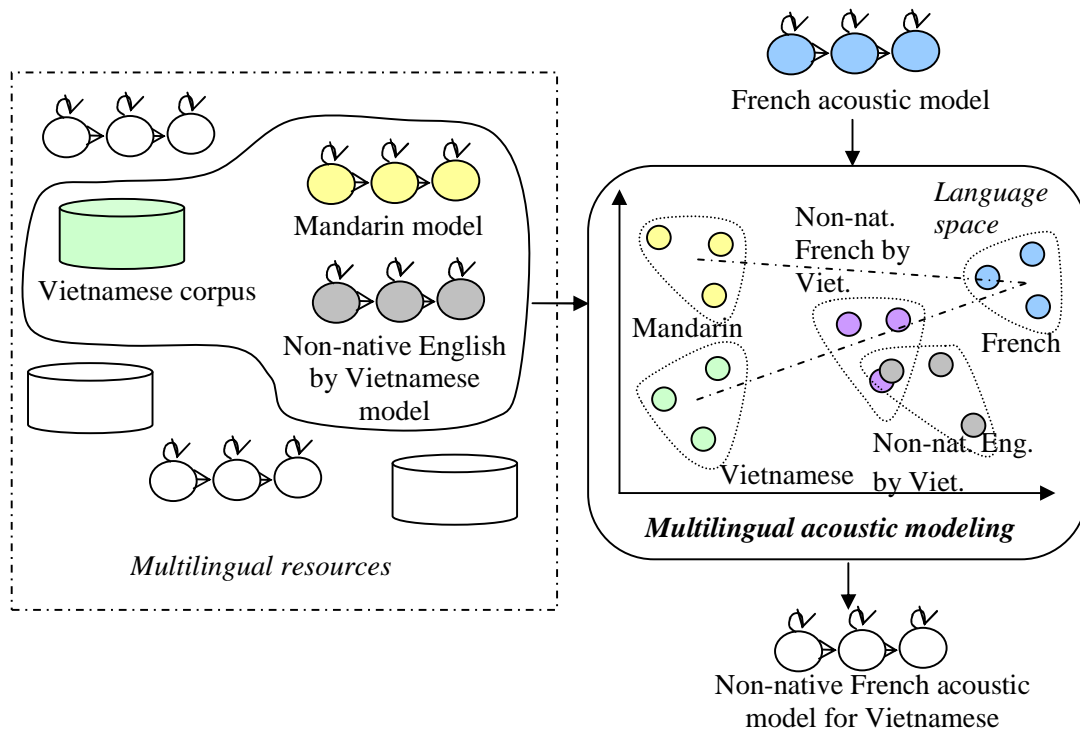 French acoustic model
Mandarin model
Vietnamese corpus
Non-native English
by Vietnamese
model
Multilingual resources
Language
space
Non-nat.
French by
Viet.
Mandarin
French
Non-nat. Eng.
by Viet.
Vietnamese
Multilingual acoustic modeling
Non-native French acoustic
model for Vietnamese